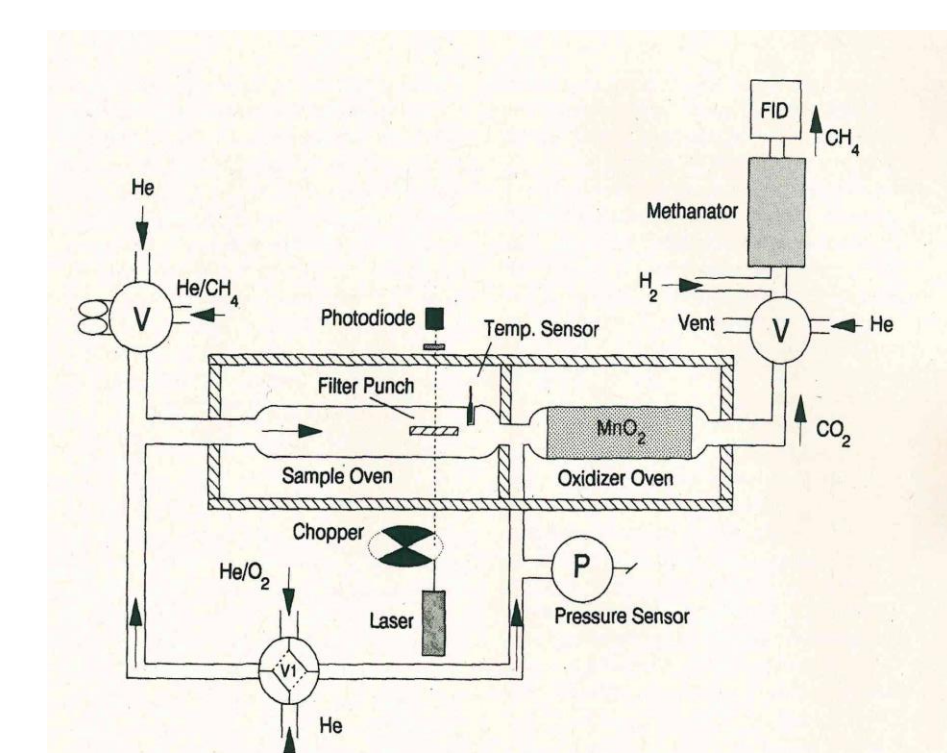 FID
CH4
He
Methanator
He/CH4
H2
V
Photodiode
Temp. Sensor
Vent
V
He
Filter Punch
MnO2
CO2
Sample Oven
Oxidizer Oven
Chopper
He/O2
P
Laser
Pressure Sensor
V1
He